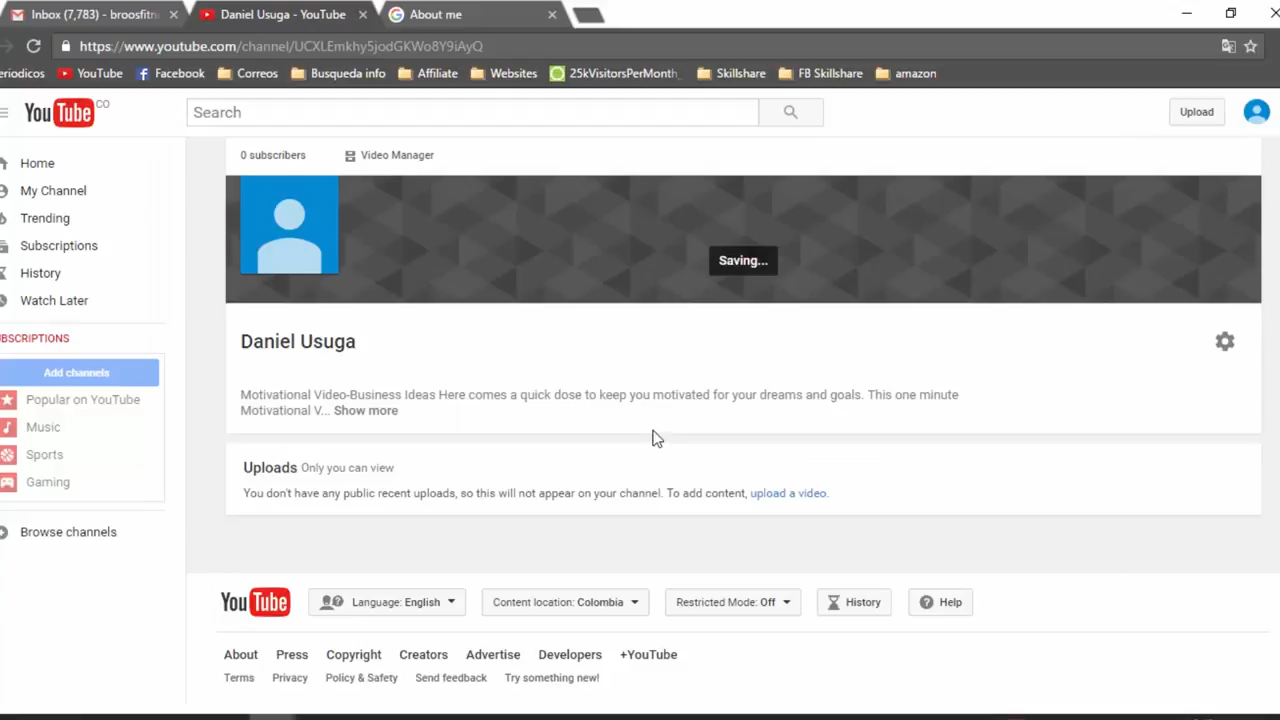 Inbox (7,783) - broosfitn
Daniel Usuga - YouTube
About me
https://www.youtube.com/channel/UCXLEmkhy5jodGKWo8Y9iAyQ
eriodicos
YouTube
Facebook
Correos
Busqueda info
Affiliate
Websites
25kVisitorsPerMonth
Skillshare
FB Skillshare
amazon
YouTube CO
Search
Upload
Home
My Channel
Trending
Subscriptions
History
Watch Later
UBSCRIPTIONS
Add channels
Popular on YouTube
Music
Sports
Gaming
Browse channels
0 subscribers
Video Manager
Saving...
Daniel Usuga
Motivational Video-Business Ideas Here comes a quick dose to keep you motivated for your dreams and goals. This one minute
Motivational V... Show more
Uploads Only you can view
You don't have any public recent uploads, so this will not appear on your channel. To add content, upload a video.
YouTube
Language: English
Content location: Colombia
Restricted Mode: Off
History
Help
About Press Copyright Creators Advertise Developers +YouTube
Terms Privacy Policy & Safety Send feedback Try something new!